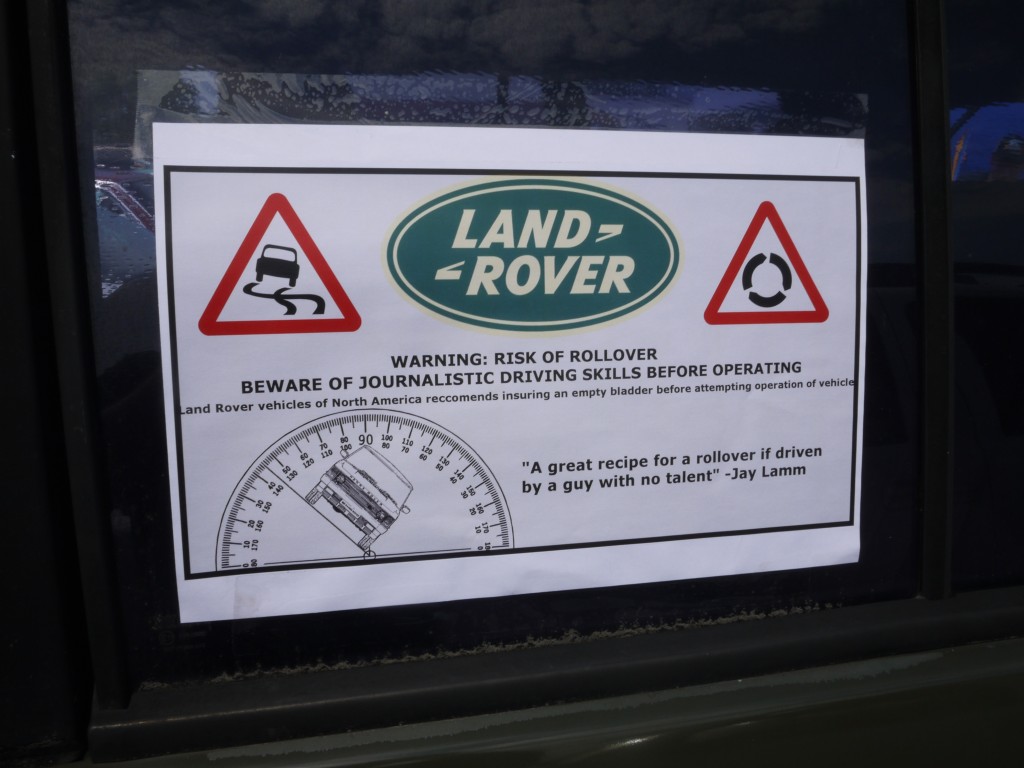 LAND
ROVER
WARNING: RISK OF ROLLOVER
BEWARE OF JOURNALISTIC DRIVING SKILLS BEFORE OPERATING
Land Rover vehicles of North America reccomends insuring an empty bladder before attempting operation of vehicle
90
"A great recipe for a rollover if driven
by a guy with no talent" -Jay Lamm